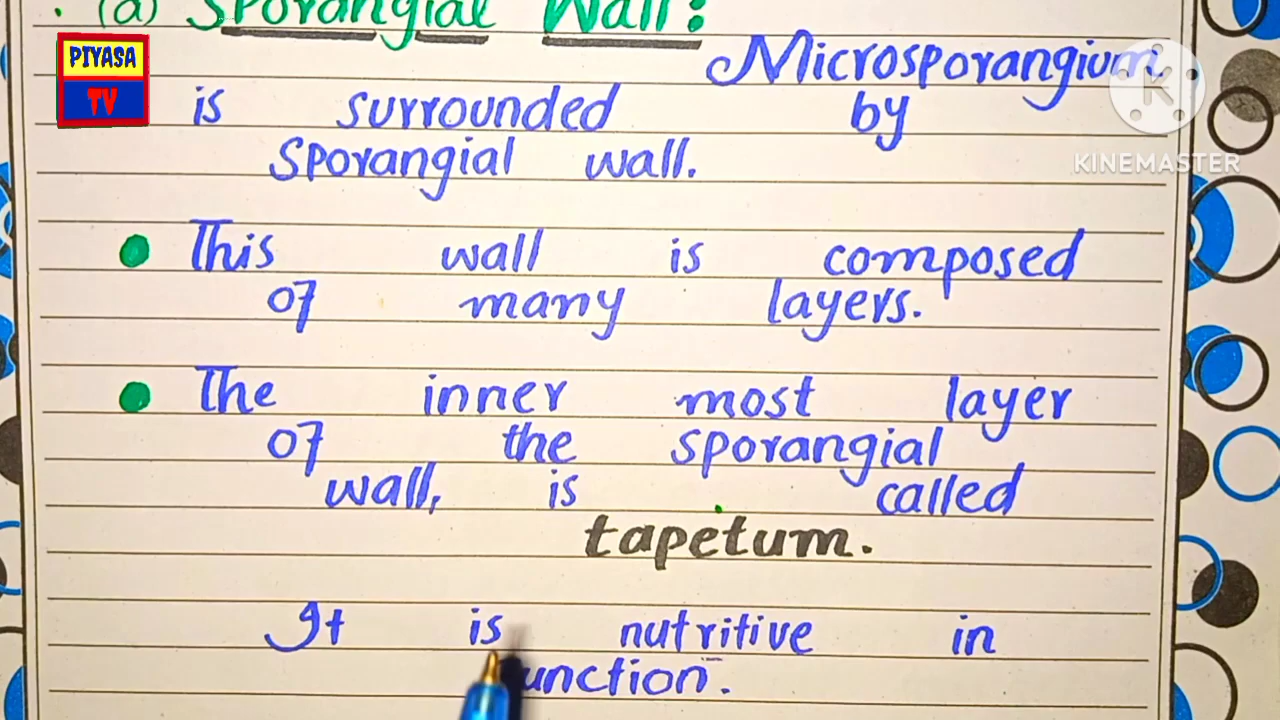 (a) Sporangial Wall:
PIYASA
TV
Microsporangium
is surrounded by
Sporangial wall.
KINEMASTER
This wall is composed
of many layers.
The inner most layer
of the sporangial
wall, is called
tapetum.
It is nutritive in